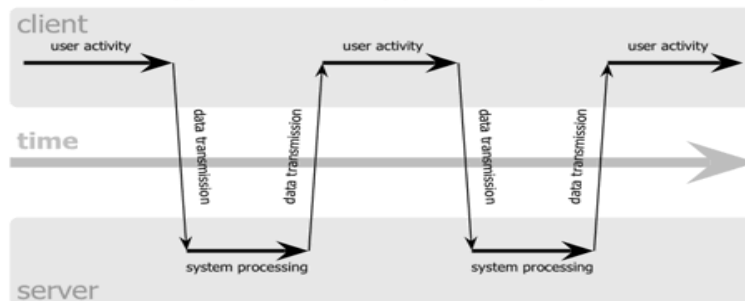 client
user activity
user activity
user activity
data transmission
data transmission
data transmission
data transmission
time
system processing
system processing
server